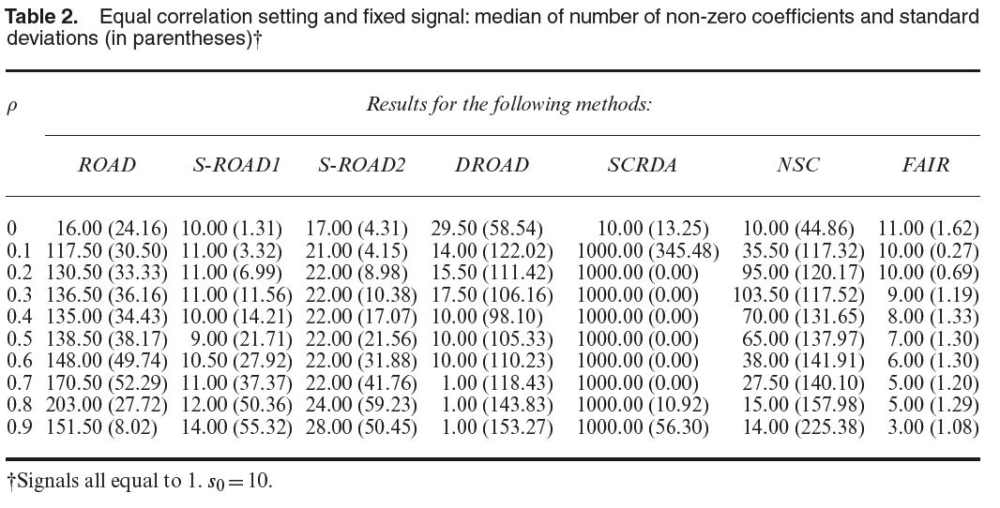 Table 2. Equal correlation setting and fixed signal: median of number of non-zero coefficients and standard
deviations (in parentheses)†
ρ Results for the following methods:
ROAD S-ROAD1 S-ROAD2 DROAD SCRDA NSC FAIR
0 16.00 (24.16) 10.00 (1.31) 17.00 (4.31) 29.50 (58.54) 10.00 (13.25) 10.00 (44.86) 11.00 (1.62)
0.1 117.50 (30.50) 11.00 (3.32) 21.00 (4.15) 14.00 (122.02) 1000.00 (345.48) 35.50 (117.32) 10.00 (0.27)
0.2 130.50 (33.33) 11.00 (6.99) 22.00 (8.98) 15.50 (111.42) 1000.00 (0.00) 95.00 (120.17) 10.00 (0.69)
0.3 136.50 (36.16) 11.00 (11.56) 22.00 (10.38) 17.50 (106.16) 1000.00 (0.00) 103.50 (117.52) 9.00 (1.19)
0.4 135.00 (34.43) 10.00 (14.21) 22.00 (17.07) 10.00 (98.10) 1000.00 (0.00) 70.00 (131.65) 8.00 (1.33)
0.5 138.50 (38.17) 9.00 (21.71) 22.00 (21.56) 10.00 (105.33) 1000.00 (0.00) 65.00 (137.97) 7.00 (1.30)
0.6 148.00 (49.74) 10.50 (27.92) 22.00 (31.88) 10.00 (110.23) 1000.00 (0.00) 38.00 (141.91) 6.00 (1.30)
0.7 170.50 (52.29) 11.00 (37.37) 22.00 (41.76) 1.00 (118.43) 1000.00 (0.00) 27.50 (140.10) 5.00 (1.20)
0.8 203.00 (27.72) 12.00 (50.36) 24.00 (59.23) 1.00 (143.83) 1000.00 (10.92) 15.00 (157.98) 5.00 (1.29)
0.9 151.50 (8.02) 14.00 (55.32) 28.00 (50.45) 1.00 (153.27) 1000.00 (56.30) 14.00 (225.38) 3.00 (1.08)
†Signals all equal to 1. s₀ = 10.